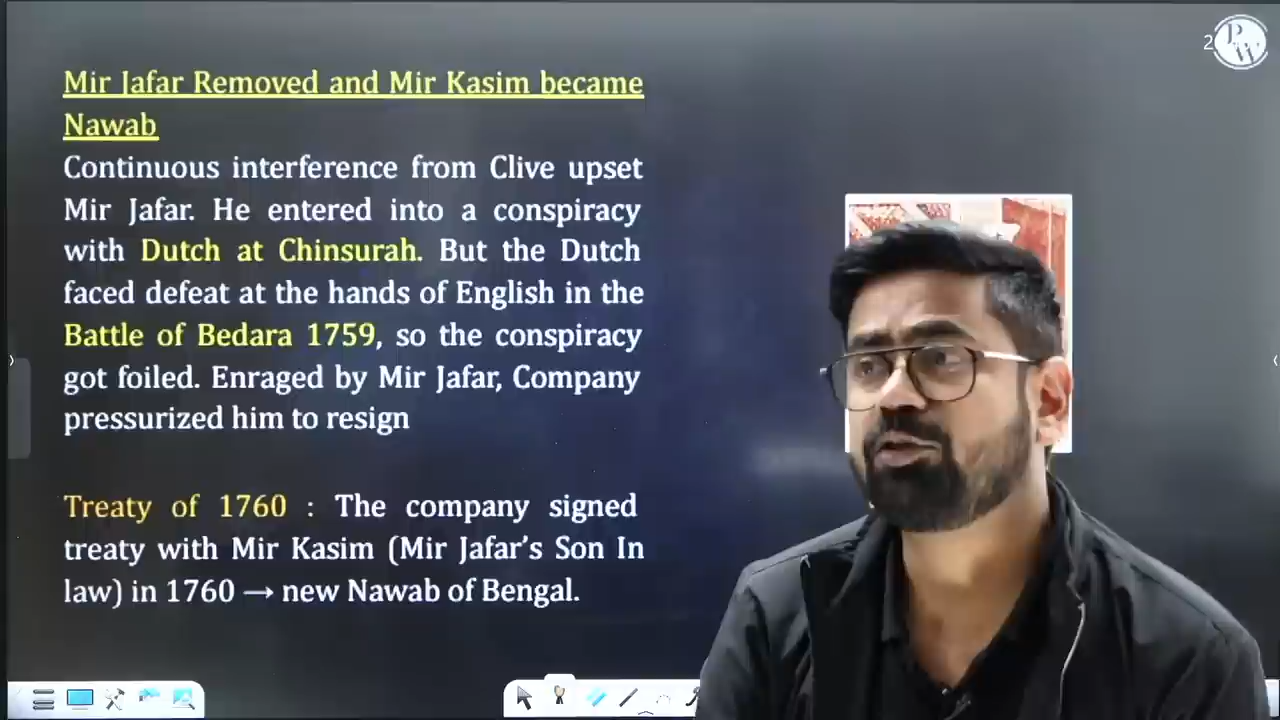 2
PW
Mir Jafar Removed and Mir Kasim became
Nawab
Continuous interference from Clive upset
Mir Jafar. He entered into a conspiracy
with Dutch at Chinsurah. But the Dutch
faced defeat at the hands of English in the
Battle of Bedara 1759, so the conspiracy
got foiled. Enraged by Mir Jafar, Company
pressurized him to resign
Treaty of 1760 : The company signed
treaty with Mir Kasim (Mir Jafar’s Son In
law) in 1760 → new Nawab of Bengal.